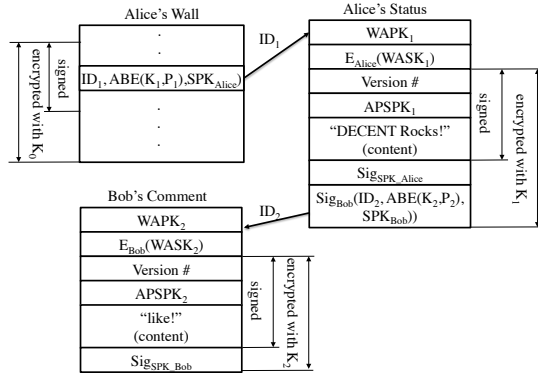 Alice's Wall
.
.
ID1, ABE(K1,P1),SPKAlice)
.
.
.
signed
encrypted with K0
ID1
Alice's Status
WAPK1
EAlice(WASK1)
Version #
APSPK1
“DECENT Rocks!”
(content)
SigSPK_Alice
SigBob(ID2, ABE(K2,P2),
SPKBob))
signed
encrypted with K1
ID2
Bob's Comment
WAPK2
EBob(WASK2)
Version #
APSPK2
“like!”
(content)
SigSPK_Bob
signed
encrypted with K2